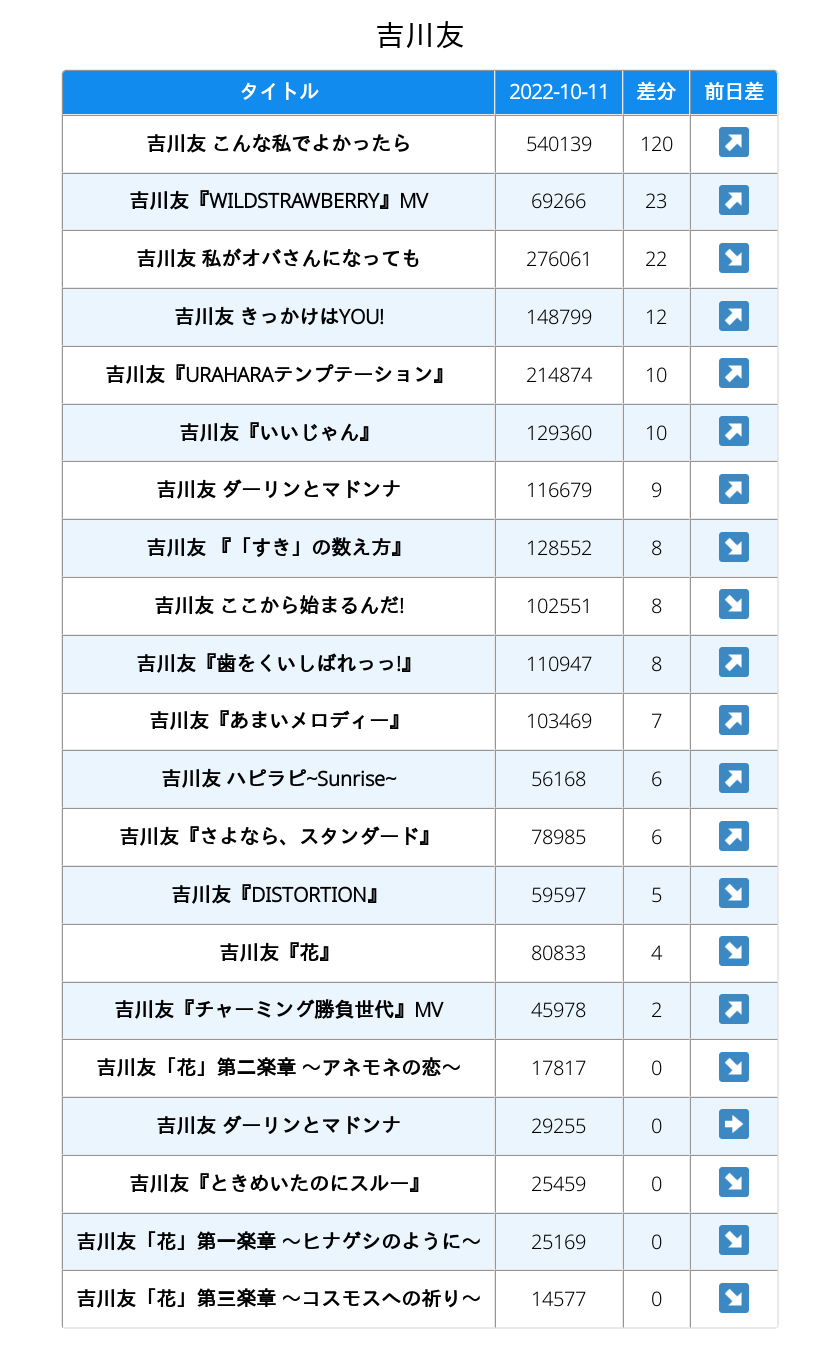 吉川友
タイトル 2022-10-11 差分 前日差
吉川友 こんな私でよかったら 540139 120 ↗
吉川友『WILDSTRAWBERRY』MV 69266 23 ↗
吉川友 私がオバさんになっても 276061 22 ↘
吉川友 きっかけはYOU! 148799 12 ↗
吉川友『URAHARAテンプテーション』 214874 10 ↗
吉川友『いいじゃん』 129360 10 ↗
吉川友 ダーリンとマドンナ 116679 9 ↗
吉川友 『「すき」の数え方』 128552 8 ↘
吉川友 ここから始まるんだ! 102551 8 ↘
吉川友『歯をくいしばれっっ!』 110947 8 ↗
吉川友『あまいメロディー』 103469 7 ↗
吉川友 ハピラピ~Sunrise~ 56168 6 ↗
吉川友『さよなら、スタンダード』 78985 6 ↗
吉川友『DISTORTION』 59597 5 ↘
吉川友『花』 80833 4 ↘
吉川友『チャーミング勝負世代』MV 45978 2 ↗
吉川友「花」第二楽章 〜アネモネの恋〜 17817 0 ↘
吉川友 ダーリンとマドンナ 29255 0 ➡
吉川友『ときめいたのにスルー』 25459 0 ↘
吉川友「花」第一楽章 〜ヒナゲシのように〜 25169 0 ↘
吉川友「花」第三楽章 〜コスモスへの祈り〜 14577 0 ↘